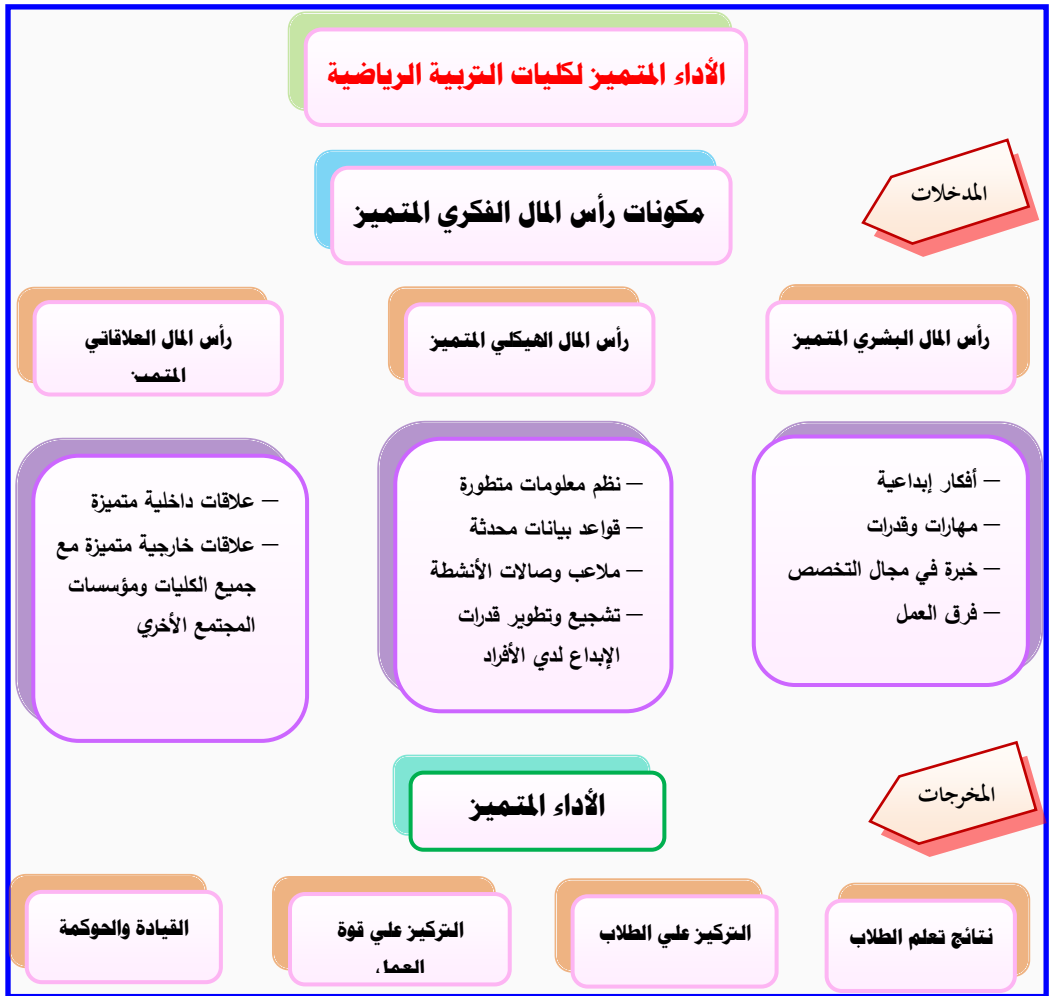 الأداء المتميز لكليات التربية الرياضية
المدخلات
مكونات رأس المال الفكري المتميز
رأس المال البشري المتميز
رأس المال الهيكلي المتميز
رأس المال العلاقاتي
المتميز
– أفكار إبداعية
– مهارات وقدرات
– خبرة في مجال التخصص
– فرق العمل
– نظم معلومات متطورة
– قواعد بيانات محدثة
– ملاعب وصالات الأنشطة
– تشجيع وتطوير قدرات
الإبداع لدي الأفراد
– علاقات داخلية متميزة
– علاقات خارجية متميزة مع
جميع الكليات ومؤسسات
المجتمع الأخري
المخرجات
الأداء المتميز
نتائج تعلم الطلاب
التركيز علي الطلاب
التركيز علي قوة
العمل
القيادة والحوكمة